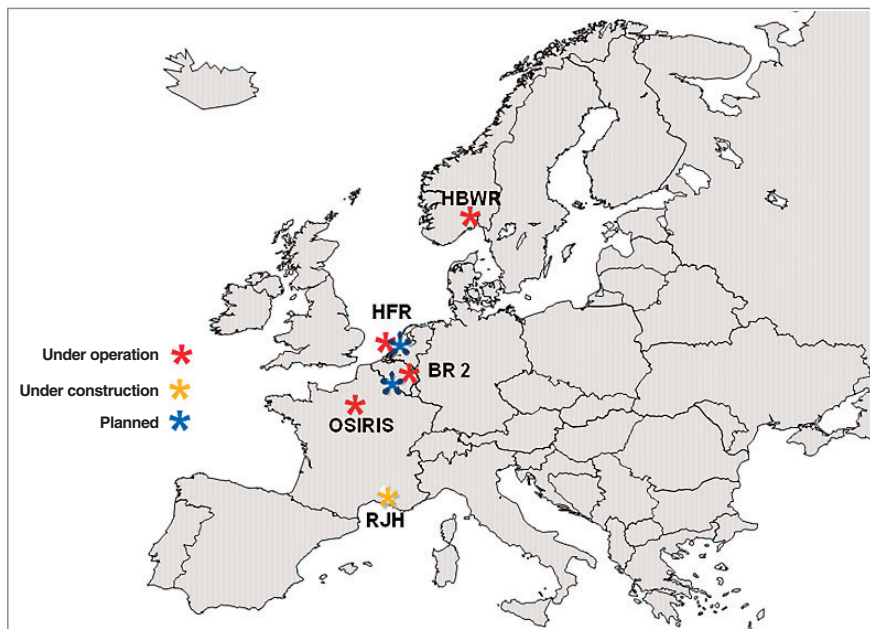 HBWR
HFR
Under operation
BR 2
Under construction
Planned
OSIRIS
RJH